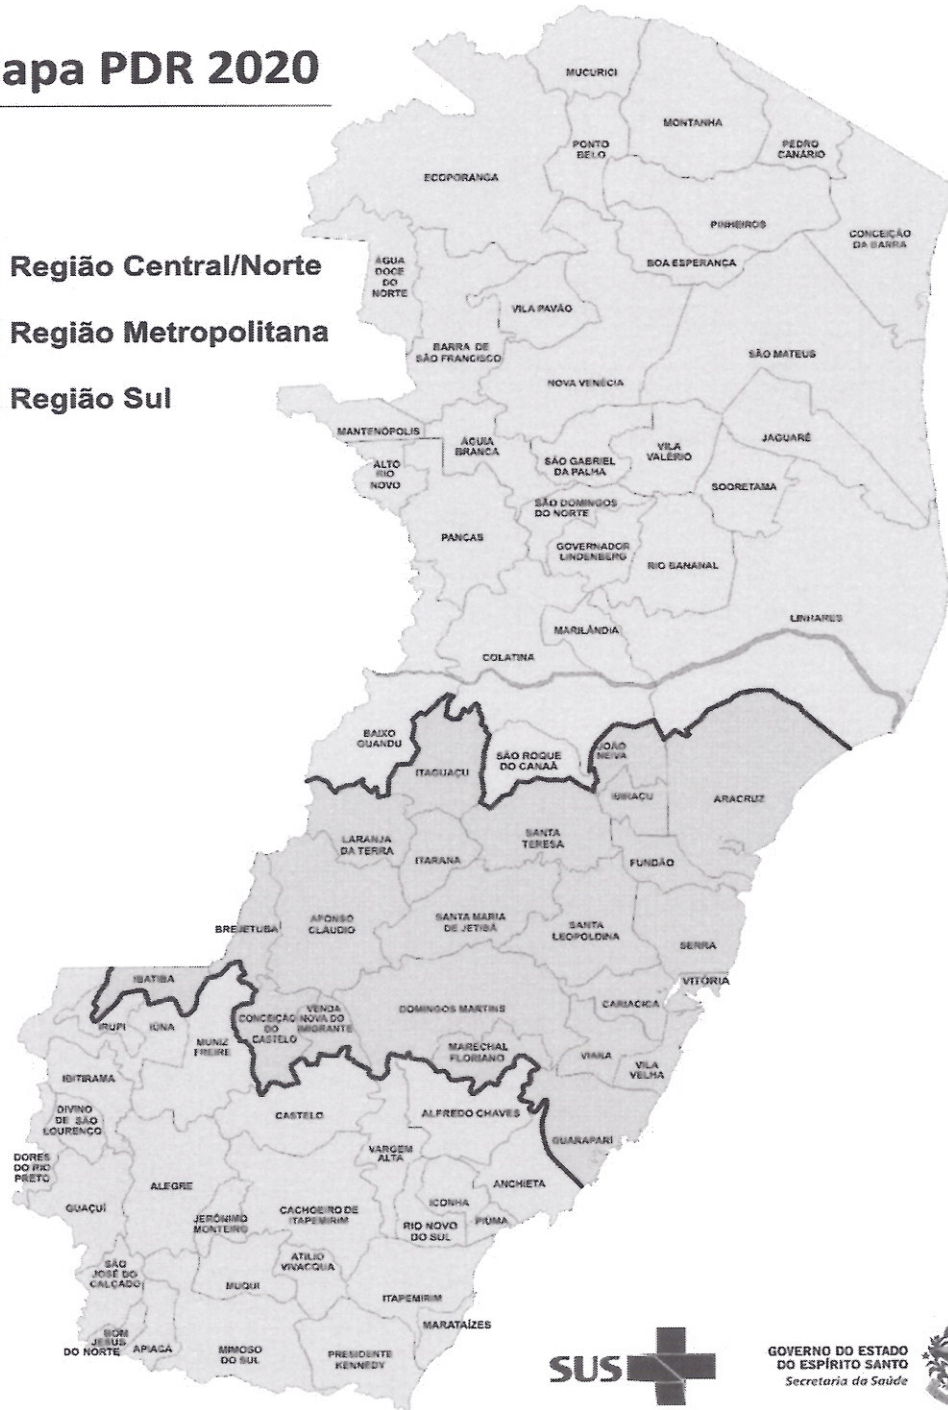 apa PDR 2020
Região Central/Norte
Região Metropolitana
Região Sul
MUCURICI
MONTANHA
PONTO
BELO
PEDRO
CANÁRIO
ECOPORANGA
PINHEIROS
CONCEIÇÃO
DA BARRA
ÁGUA
DOCE
DO
NORTE
BOA ESPERANÇA
VILA PAVÃO
BARRA DE
SÃO FRANCISCO
SÃO MATEUS
NOVA VENÉCIA
MANTENÓPOLIS
ÁGUIA
BRANCA
JAGUARÉ
VILA
VALÉRIO
ALTO
RIO
NOVO
SÃO GABRIEL
DA PALHA
SOORETAMA
SÃO DOMINGOS
DO NORTE
PANCAS
GOVERNADOR
LINDENBERG
RIO BANANAL
LINHARES
MARILÂNDIA
COLATINA
BAIXO
GUANDU
ITAGUAÇU
SÃO ROQUE
DO CANAÃ
JOÃO
NEIVA
IBIRAÇU
ARACRUZ
LARANJA
DA TERRA
ITARANA
SANTA
TERESA
FUNDÃO
BREJETUBA
AFONSO
CLÁUDIO
SANTA MARIA
DE JETIBÁ
SANTA
LEOPOLDINA
SERRA
VITÓRIA
IBATIBA
CARIACICA
DOMINGOS MARTINS
VENDA
NOVA DO
IMIGRANTE
CONCEIÇÃO
DO
CASTELO
IRUPI
IÚNA
MUNIZ
FREIRE
MARECHAL
FLORIANO
VIANA
VILA
VELHA
IBITIRAMA
CASTELO
ALFREDO CHAVES
DIVINO
DE SÃO
LOURENÇO
GUARAPARI
VARGEM
ALTA
DORES
DO RIO
PRETO
ALEGRE
ANCHIETA
GUAÇUÍ
JERÔNIMO
MONTEIRO
CACHOEIRO DE
ITAPEMIRIM
ICONHA
RIO NOVO
DO SUL
PIÚMA
SÃO
JOSÉ DO
CALÇADO
ATILIO
VIVACQUA
MUQUI
ITAPEMIRIM
MARATAÍZES
BOM
JESUS
DO NORTE
APIACÁ
MIMOSO
DO SUL
PRESIDENTE
KENNEDY
SUS
GOVERNO DO ESTADO
DO ESPÍRITO SANTO
Secretaria da Saúde